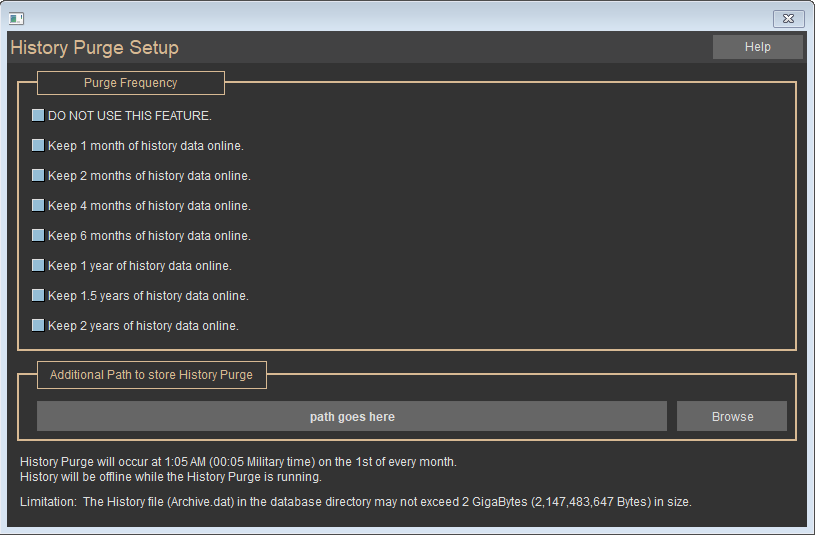 History Purge Setup
Help
Purge Frequency
DO NOT USE THIS FEATURE.
Keep 1 month of history data online.
Keep 2 months of history data online.
Keep 4 months of history data online.
Keep 6 months of history data online.
Keep 1 year of history data online.
Keep 1.5 years of history data online.
Keep 2 years of history data online.
Additional Path to store History Purge
path goes here
Browse
History Purge will occur at 1:05 AM (00:05 Military time) on the 1st of every month.
History will be offline while the History Purge is running.
Limitation:  The History file (Archive.dat) in the database directory may not exceed 2 GigaBytes (2,147,483,647 Bytes) in size.